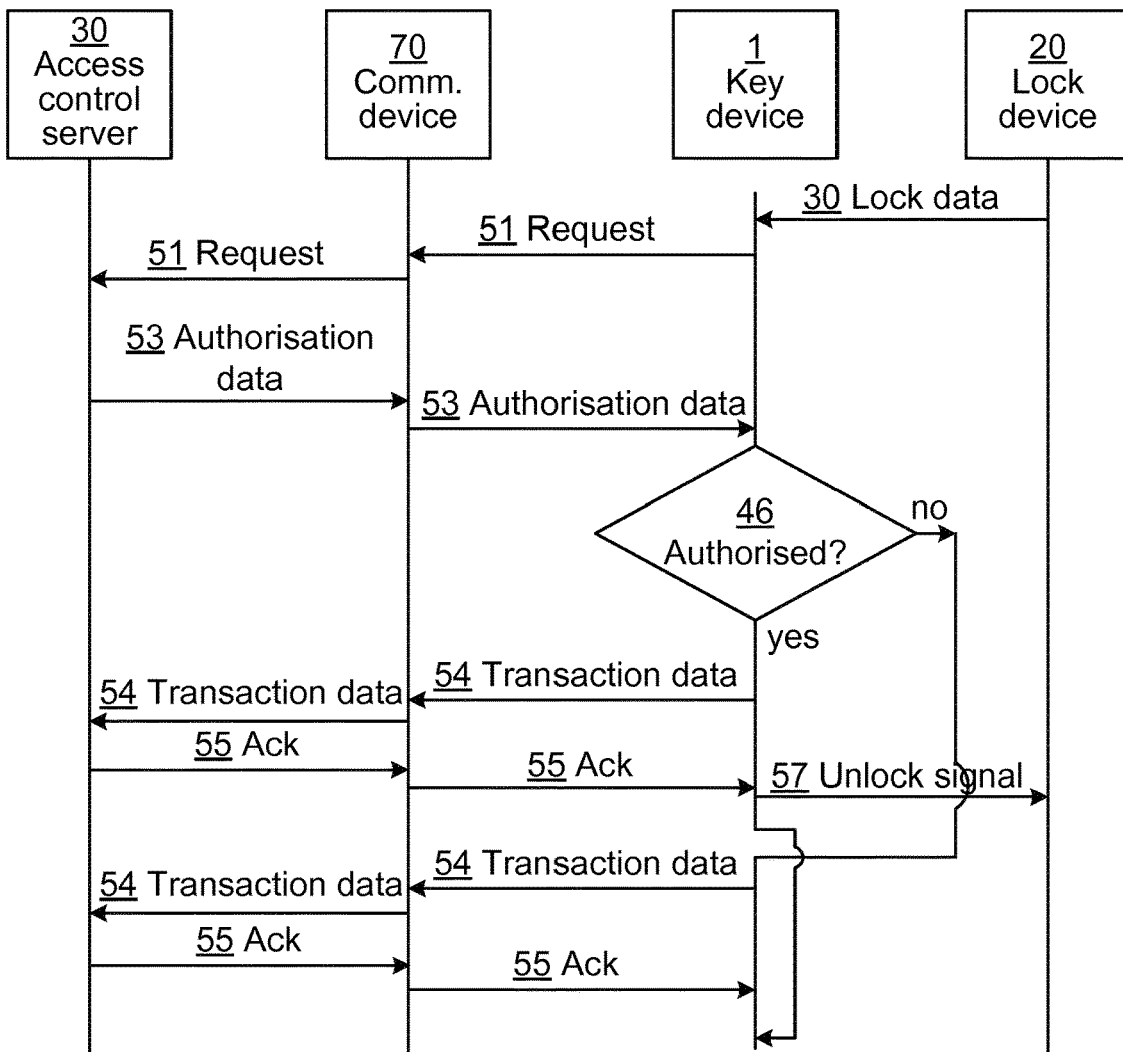 30
Access
control
server
70
Comm.
device
1
Key
device
20
Lock
device
30 Lock data
51 Request
51 Request
53 Authorisation
data
53 Authorisation data
46
Authorised?
no
yes
54 Transaction data
54 Transaction data
55 Ack
55 Ack
57 Unlock signal
54 Transaction data
54 Transaction data
55 Ack
55 Ack